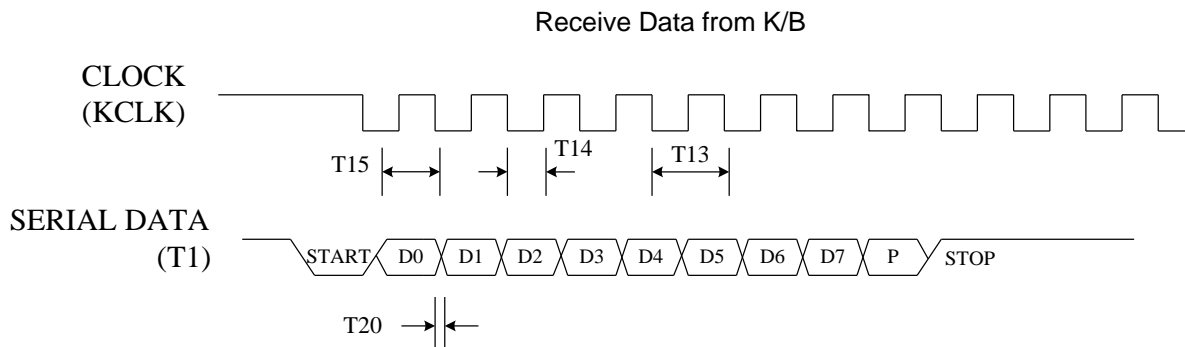 Receive Data from K/B
CLOCK
(KCLK)
T15
T14
T13
SERIAL DATA
(T1)
START
D0
D1
D2
D3
D4
D5
D6
D7
P
STOP
T20